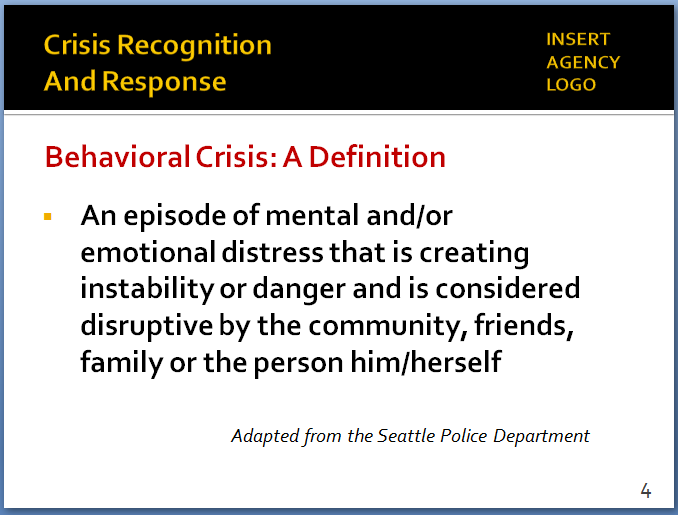 Crisis Recognition
And Response
INSERT
AGENCY
LOGO
Behavioral Crisis: A Definition
An episode of mental and/or
emotional distress that is creating
instability or danger and is considered
disruptive by the community, friends,
family or the person him/herself
Adapted from the Seattle Police Department
4